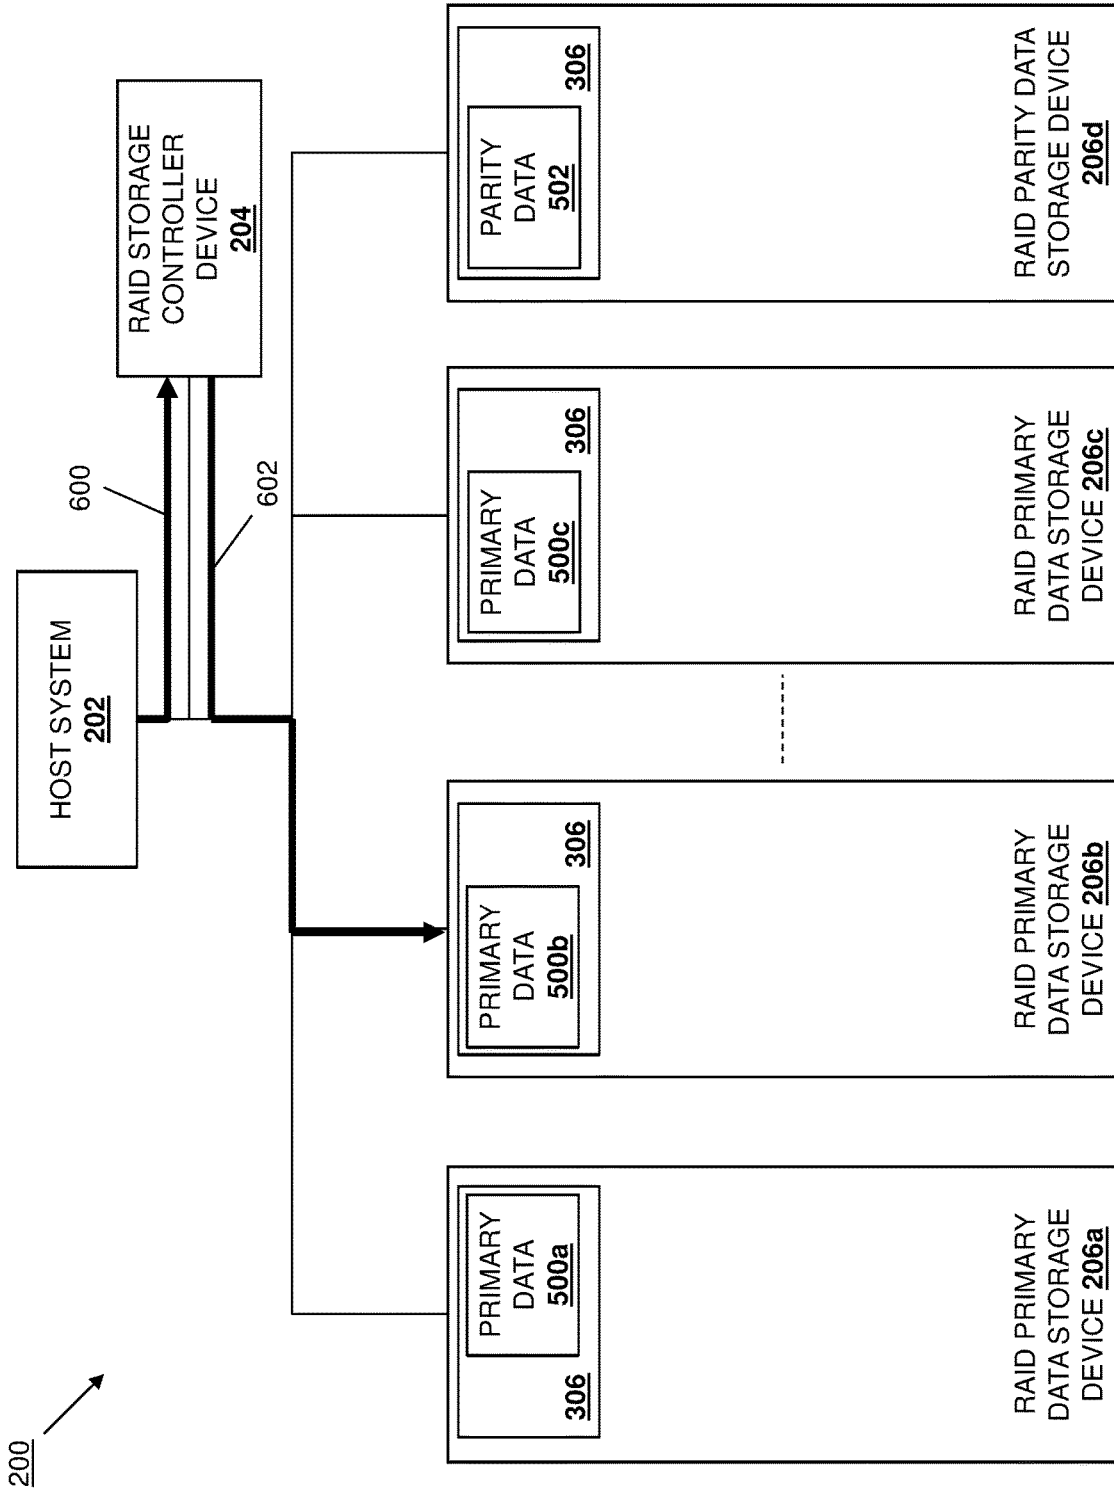 200
HOST SYSTEM
202
600
602
RAID STORAGE
CONTROLLER
DEVICE
204
306
PRIMARY
DATA
500a
RAID PRIMARY
DATA STORAGE
DEVICE 206a
PRIMARY
DATA
500b
306
RAID PRIMARY
DATA STORAGE
DEVICE 206b
PRIMARY
DATA
500c
306
RAID PRIMARY
DATA STORAGE
DEVICE 206c
PARITY
DATA
502
306
RAID PARITY DATA
STORAGE DEVICE
206d